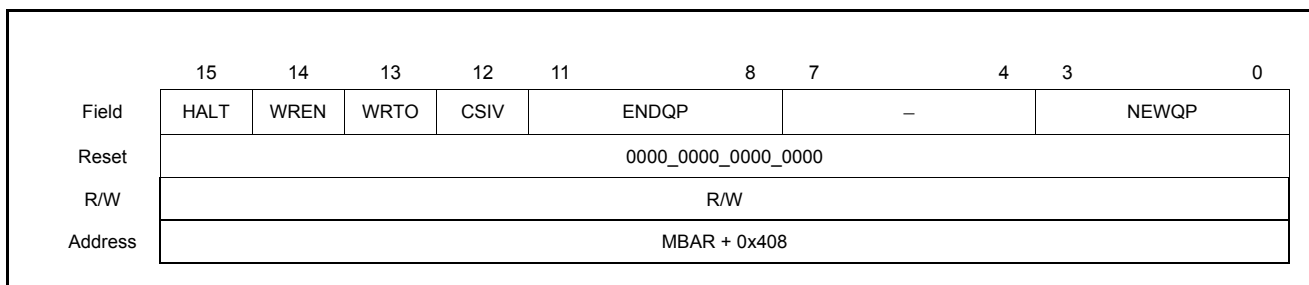 15 14 13 12 11 8 7 4 3 0
Field HALT WREN WRTO CSIV ENDQP – NEWQP
Reset 0000_0000_0000_0000
R/W R/W
Address MBAR + 0x408